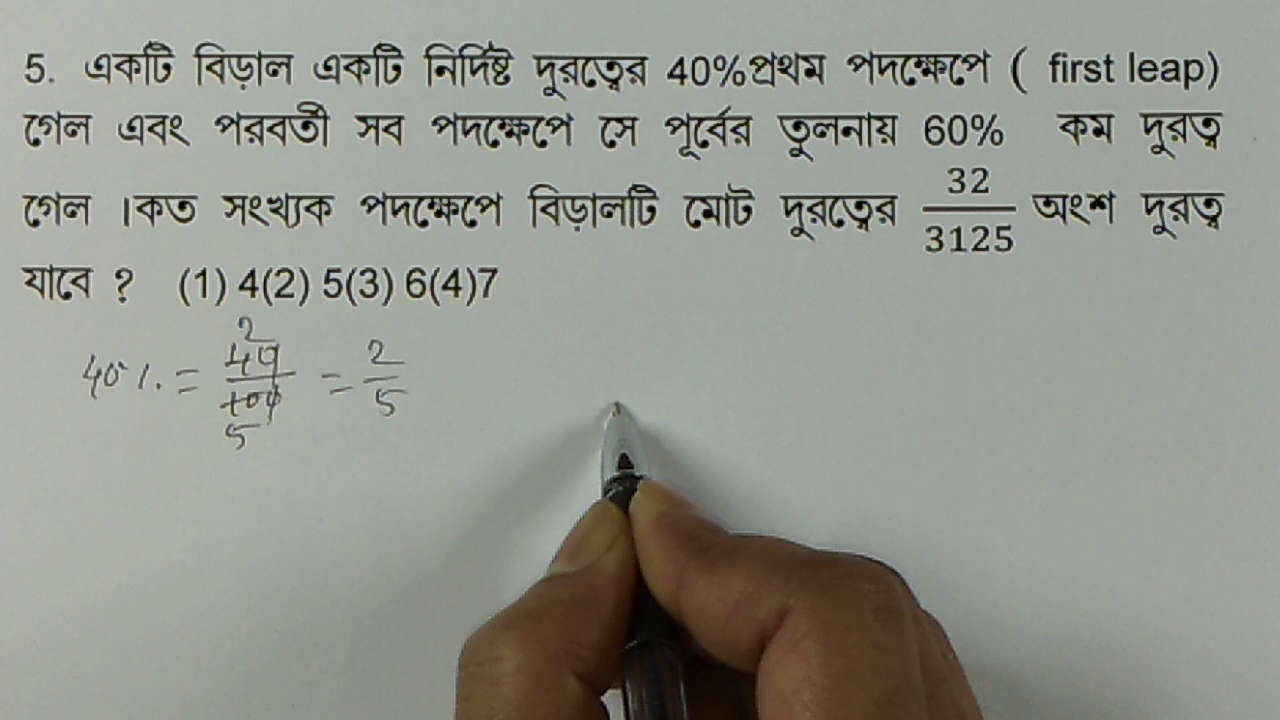 5. একটি বিড়াল একটি নির্দিষ্ট দুরত্বের 40%প্রথম পদক্ষেপে ( first leap)
গেল এবং পরবর্তী সব পদক্ষেপে সে পূর্বের তুলনায় 60% কম দুরত্ব
গেল ।কত সংখ্যক পদক্ষেপে বিড়ালটি মোট দুরত্বের 32/3125 অংশ দুরত্ব
যাবে ? (1) 4(2) 5(3) 6(4)7
40%. = 40/100 = 2/5
2
5